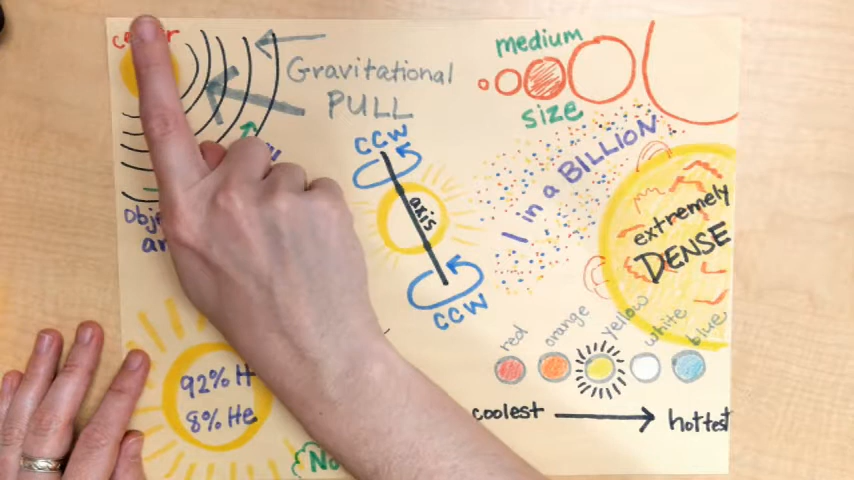 Gravitational
PULL
medium
size
CCW
axis
CCW
1 in a BILLION
extremely
DENSE
92% H
8% He
red
orange
yellow
white
blue
coolest
hottest